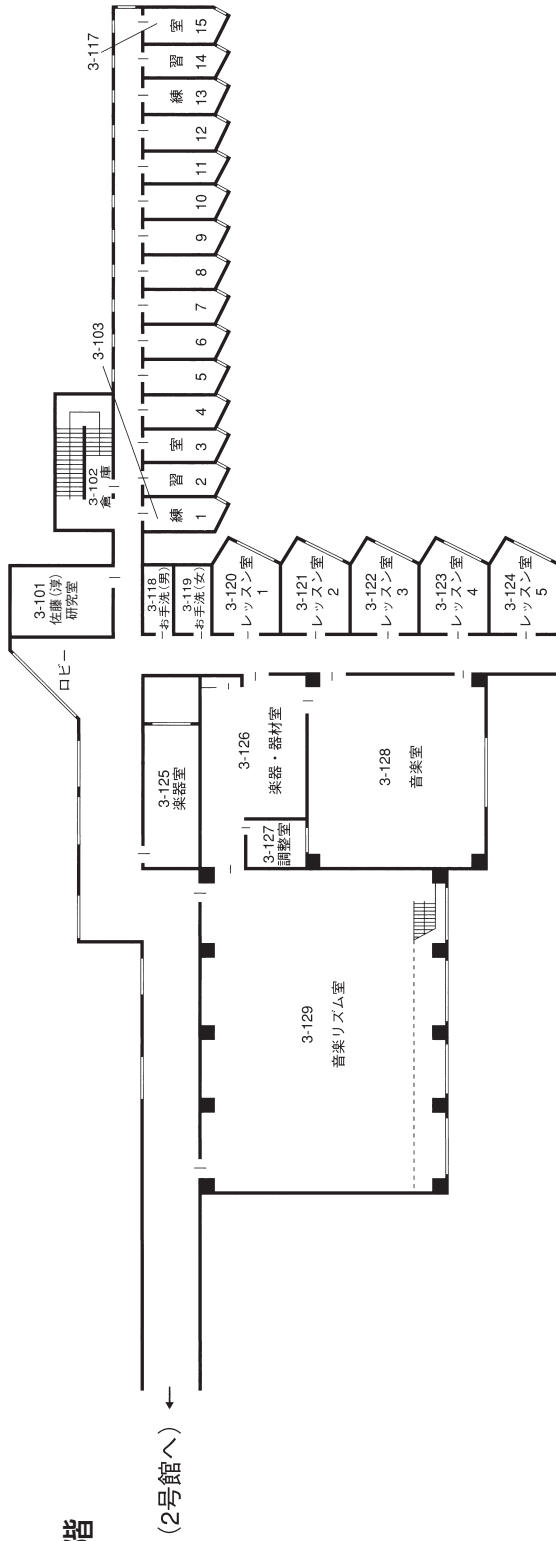 階
(2号館へ)
ロビー
3-101
佐藤(淳)
研究室
3-102
倉庫
3-103
3-117
練習室
1
2
3
4
5
6
7
8
9
10
11
12
練習室
13
14
15
3-118
お手洗(男)
3-119
お手洗(女)
3-120
レッスン室
1
3-121
レッスン室
2
3-122
レッスン室
3
3-123
レッスン室
4
3-124
レッスン室
5
3-125
楽器室
3-126
楽器・器材室
3-127
調整室
3-128
音楽室
3-129
音楽リズム室